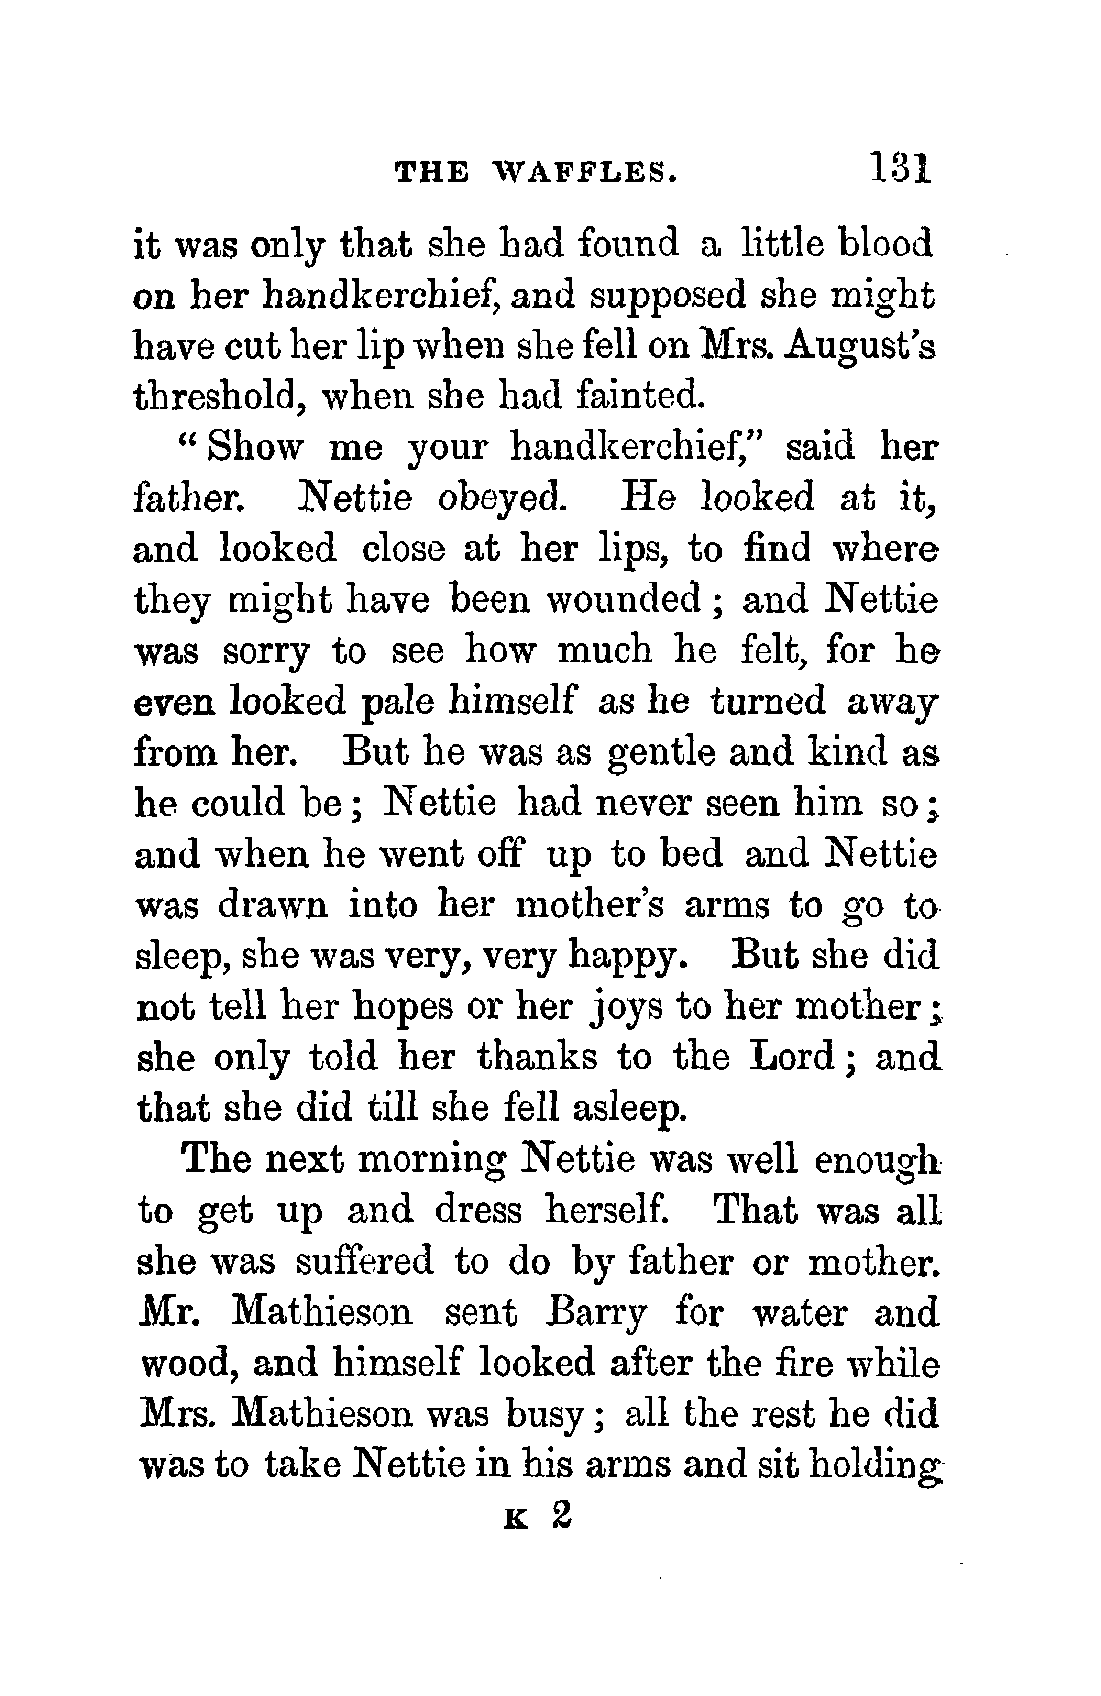 THE WAFFLES. 131
it was only that she had found a little blood
on her handkerchief, and supposed she might
have cut her lip when she fell on Mrs. August's
threshold, when she had fainted.
“Show me your handkerchief,” said her
father. Nettie obeyed. He looked at it,
and looked close at her lips, to find where
they might have been wounded; and Nettie
was sorry to see how much he felt, for he
even looked pale himself as he turned away
from her. But he was as gentle and kind as
he could be; Nettie had never seen him so;
and when he went off up to bed and Nettie
was drawn into her mother's arms to go to
sleep, she was very, very happy. But she did
not tell her hopes or her joys to her mother;
she only told her thanks to the Lord; and
that she did till she fell asleep.
The next morning Nettie was well enough
to get up and dress herself. That was all
she was suffered to do by father or mother.
Mr. Mathieson sent Barry for water and
wood, and himself looked after the fire while
Mrs. Mathieson was busy; all the rest he did
was to take Nettie in his arms and sit holding
K 2